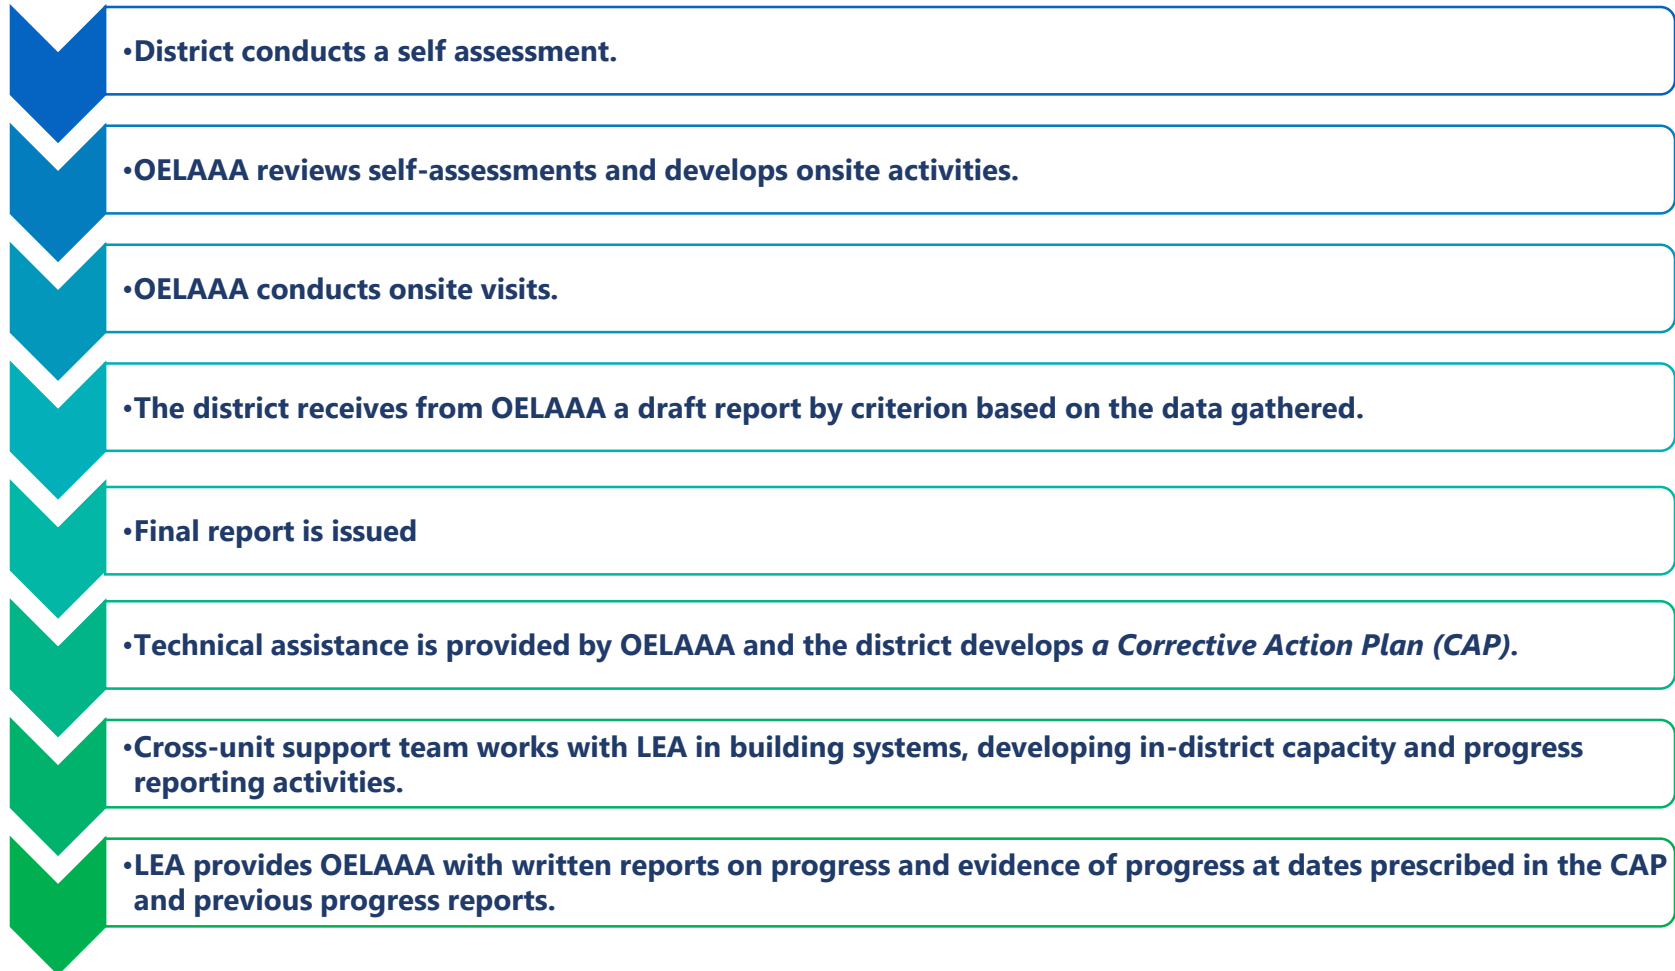 •District conducts a self assessment.
•OELAAA reviews self-assessments and develops onsite activities.
•OELAAA conducts onsite visits.
•The district receives from OELAAA a draft report by criterion based on the data gathered.
•Final report is issued
•Technical assistance is provided by OELAAA and the district develops a Corrective Action Plan (CAP).
•Cross-unit support team works with LEA in building systems, developing in-district capacity and progress
reporting activities.
•LEA provides OELAAA with written reports on progress and evidence of progress at dates prescribed in the CAP
and previous progress reports.